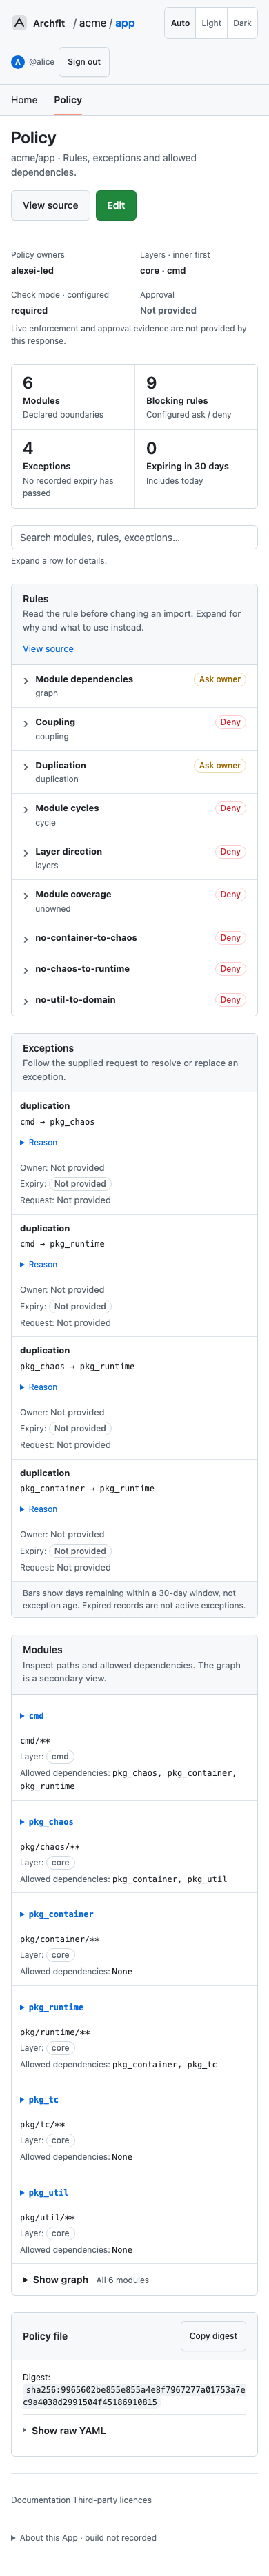 Archfit / acme / app
Auto Light Dark
A @alice Sign out
Home Policy
Policy
acme/app · Rules, exceptions and allowed
dependencies.
View source Edit
Policy owners Layers · inner first
alexei-led core · cmd
Check mode · configured Approval
required Not provided
Live enforcement and approval evidence are not provided by
this response.
6 9
Modules Blocking rules
Declared boundaries Configured ask / deny
4 0
Exceptions Expiring in 30 days
No recorded expiry has Includes today
passed
Search modules, rules, exceptions...
Expand a row for details.
Rules
Read the rule before changing an import. Expand for
why and what to use instead.
View source
Module dependencies Ask owner
graph
Coupling Deny
coupling
Duplication Ask owner
duplication
Module cycles Deny
cycle
Layer direction Deny
layers
Module coverage Deny
unowned
no-container-to-chaos Deny
no-chaos-to-runtime Deny
no-util-to-domain Deny
Exceptions
Follow the supplied request to resolve or replace an
exception.
duplication
cmd → pkg_chaos
Reason
Owner: Not provided
Expiry: Not provided
Request: Not provided
duplication
cmd → pkg_runtime
Reason
Owner: Not provided
Expiry: Not provided
Request: Not provided
duplication
pkg_chaos → pkg_runtime
Reason
Owner: Not provided
Expiry: Not provided
Request: Not provided
duplication
pkg_container → pkg_runtime
Reason
Owner: Not provided
Expiry: Not provided
Request: Not provided
Bars show days remaining within a 30-day window, not
exception age. Expired records are not active exceptions.
Modules
Inspect paths and allowed dependencies. The graph
is a secondary view.
cmd
cmd/**
Layer: cmd
Allowed dependencies: pkg_chaos, pkg_container,
pkg_runtime
pkg_chaos
pkg/chaos/**
Layer: core
Allowed dependencies: pkg_container, pkg_util
pkg_container
pkg/container/**
Layer: core
Allowed dependencies: None
pkg_runtime
pkg/runtime/**
Layer: core
Allowed dependencies: pkg_container, pkg_tc
pkg_tc
pkg/tc/**
Layer: core
Allowed dependencies: None
pkg_util
pkg/util/**
Layer: core
Allowed dependencies: None
Show graph All 6 modules
Policy file Copy digest
Digest:
sha256:9965602be855e855a4e8f7967277a01753a7e
c9a4038d2991504f45186910815
Show raw YAML
Documentation Third-party licences
About this App · build not recorded